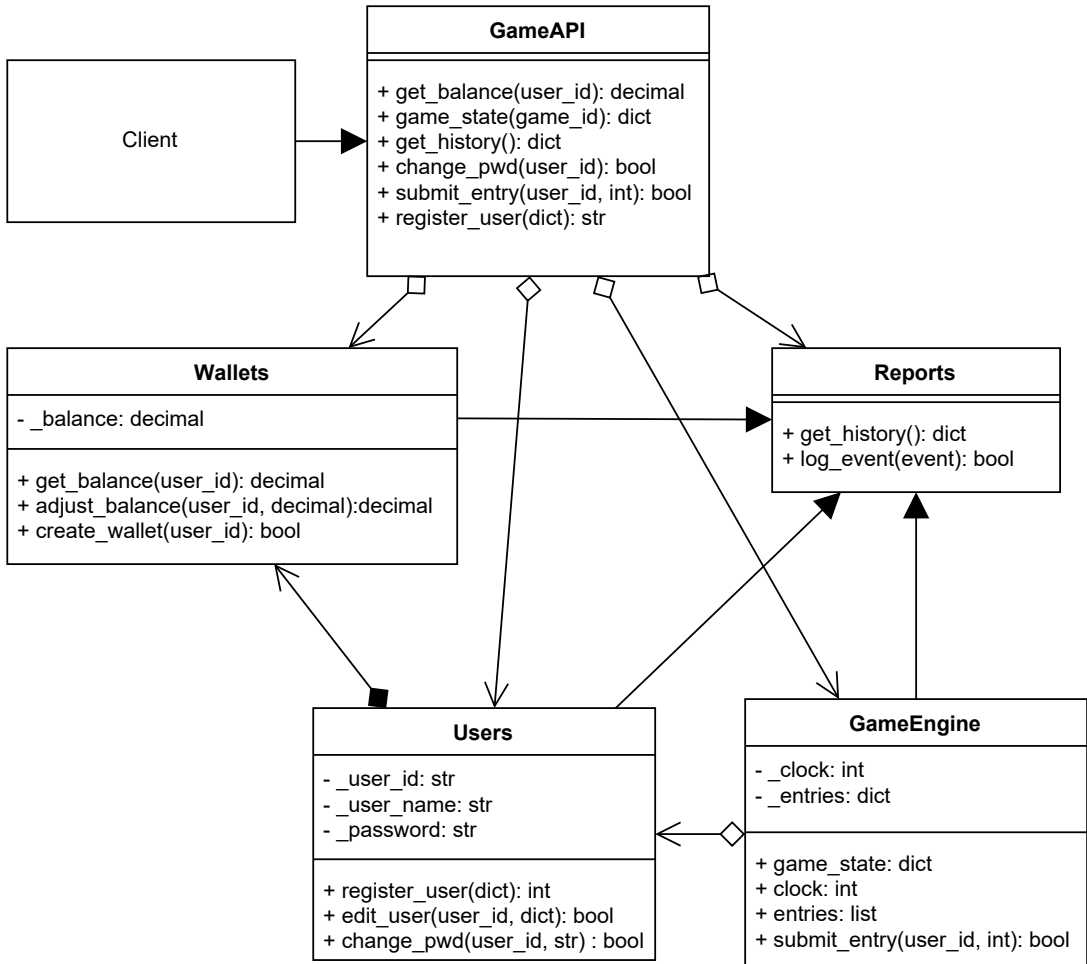 GameAPI
+ get_balance(user_id): decimal
+ game_state(game_id): dict
+ get_history(): dict
+ change_pwd(user_id): bool
+ submit_entry(user_id, int): bool
+ register_user(dict): str
Client
Wallets
- _balance: decimal
+ get_balance(user_id): decimal
+ adjust_balance(user_id, decimal):decimal
+ create_wallet(user_id): bool
Reports
+ get_history(): dict
+ log_event(event): bool
Users
- _user_id: str
- _user_name: str
- _password: str
+ register_user(dict): int
+ edit_user(user_id, dict): bool
+ change_pwd(user_id, str) : bool
GameEngine
- _clock: int
- _entries: dict
+ game_state: dict
+ clock: int
+ entries: list
+ submit_entry(user_id, int): bool